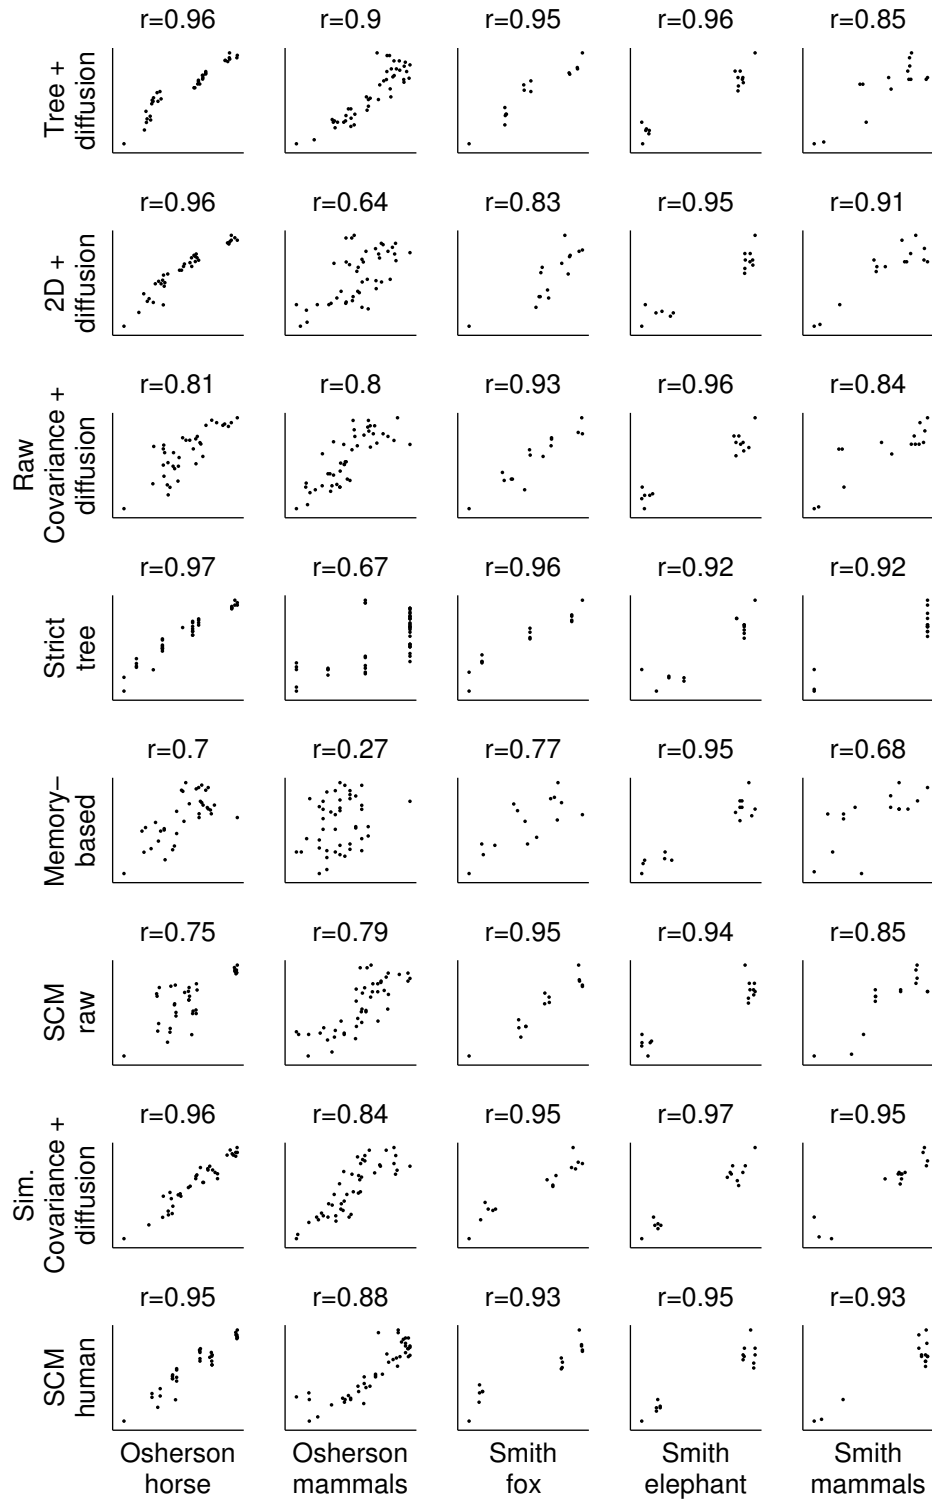 r=0.96 r=0.9 r=0.95 r=0.96 r=0.85
Tree +
diffusion
r=0.96 r=0.64 r=0.83 r=0.95 r=0.91
2D +
diffusion
r=0.81 r=0.8 r=0.93 r=0.96 r=0.84
Raw
Covariance +
diffusion
r=0.97 r=0.67 r=0.96 r=0.92 r=0.92
Strict
tree
r=0.7 r=0.27 r=0.77 r=0.95 r=0.68
Memory−
based
r=0.75 r=0.79 r=0.95 r=0.94 r=0.85
SCM
raw
r=0.96 r=0.84 r=0.95 r=0.97 r=0.95
Sim.
Covariance +
diffusion
r=0.95 r=0.88 r=0.93 r=0.95 r=0.93
SCM
human
Osherson
horse
Osherson
mammals
Smith
fox
Smith
elephant
Smith
mammals